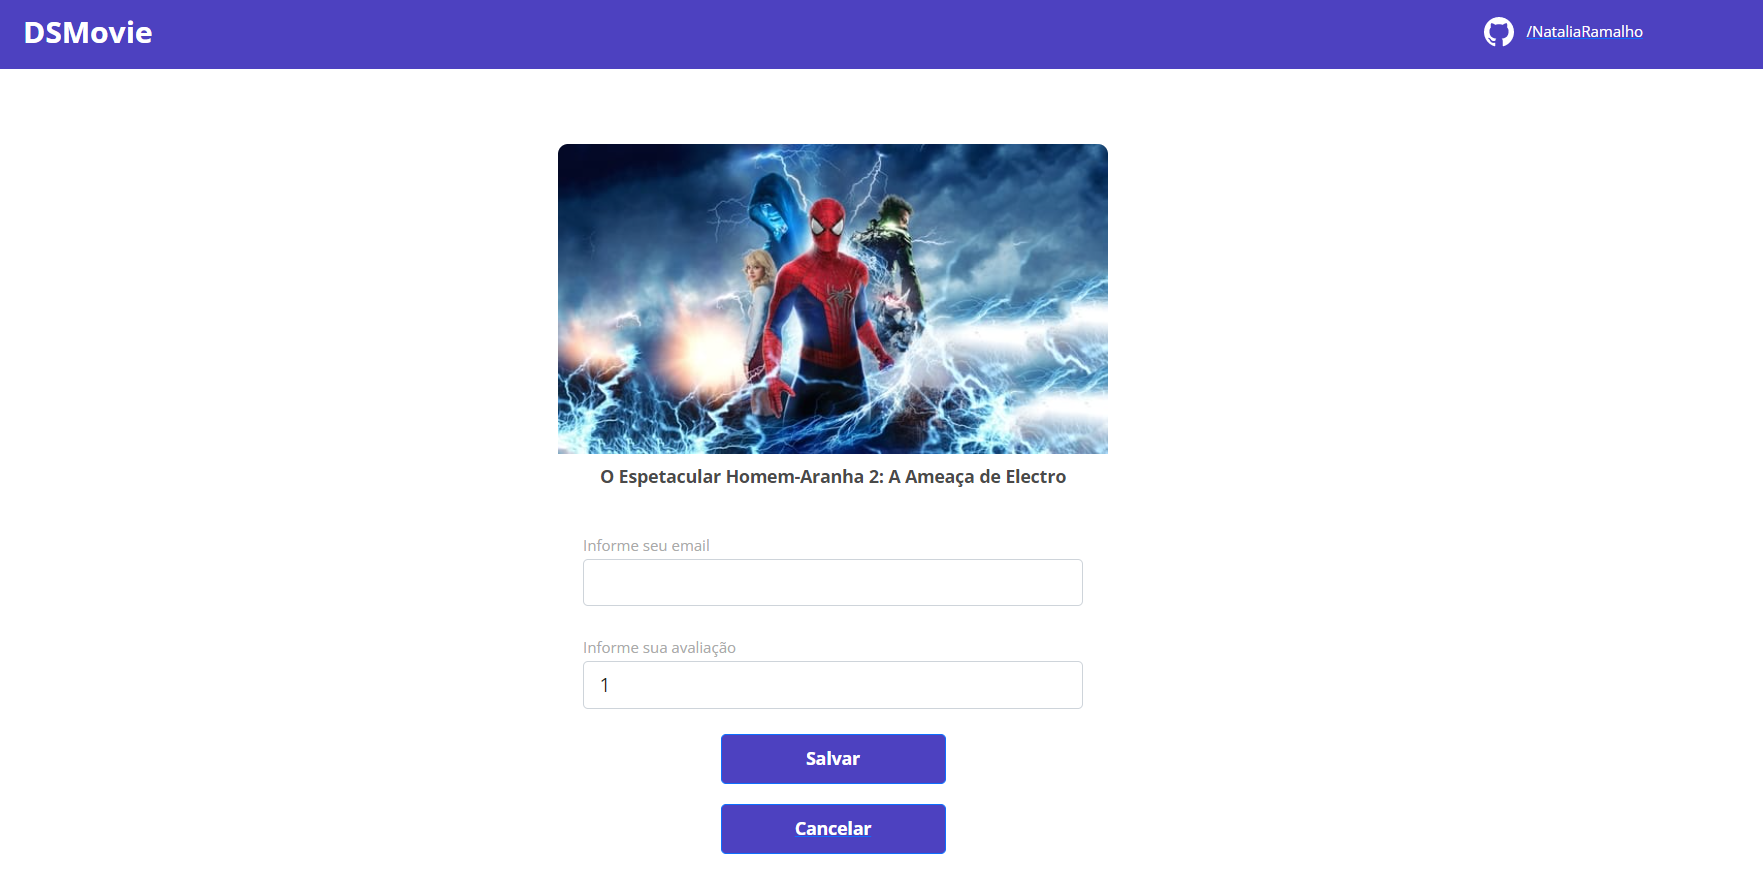 DSMovie
/NataliaRamalho
O Espetacular Homem-Aranha 2: A Ameaça de Electro
Informe seu email
Informe sua avaliação
1
Salvar
Cancelar